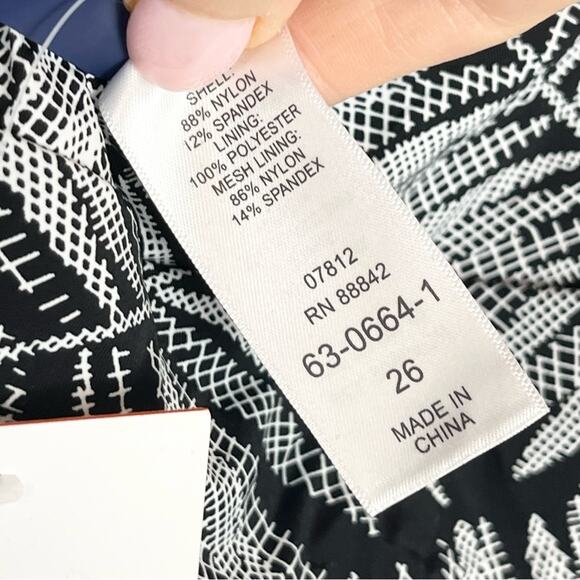 SHELL:
88% NYLON
12% SPANDEX
LINING:
100% POLYESTER
MESH LINING:
86% NYLON
14% SPANDEX
07812
RN 88842
63-0664-1
26
MADE IN
CHINA